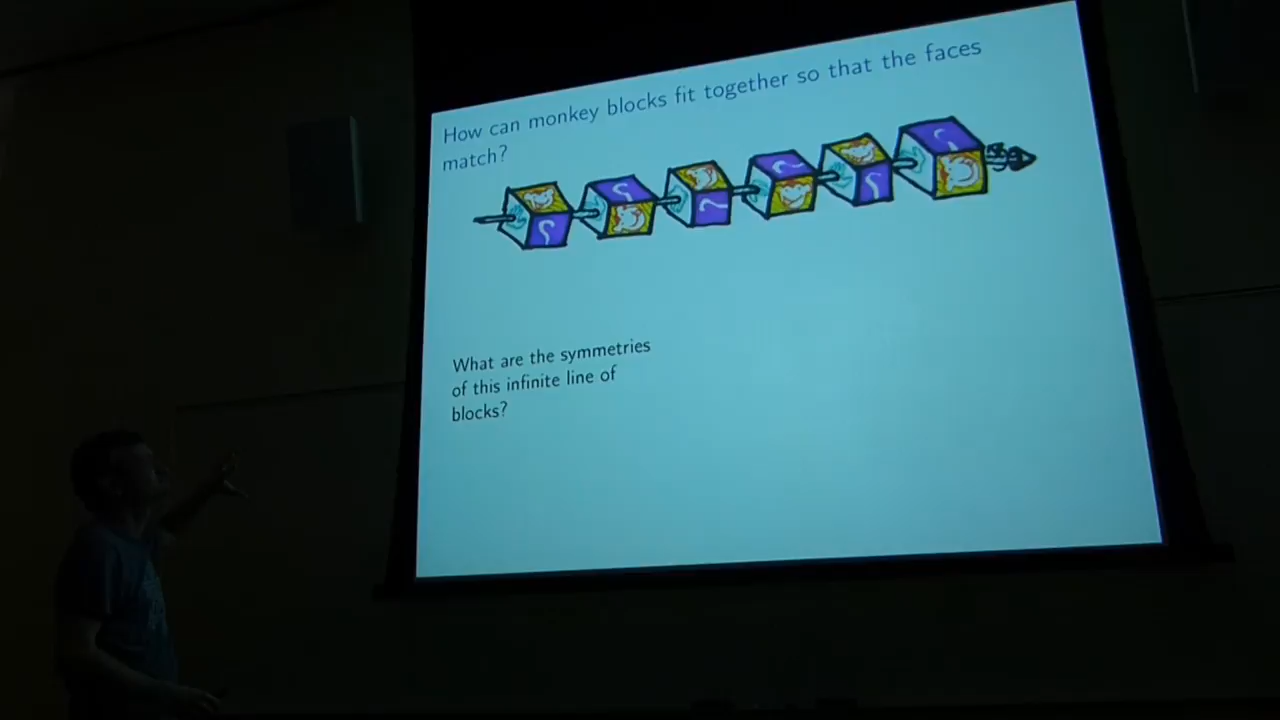 How can monkey blocks fit together so that the faces
match?
What are the symmetries
of this infinite line of
blocks?